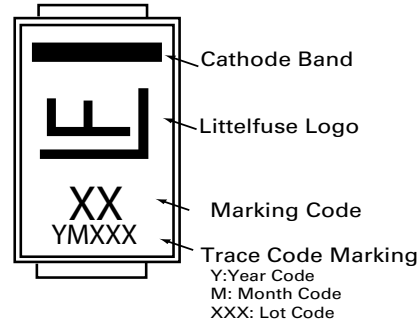 Cathode Band
Littelfuse Logo
XX
Marking Code
YMXXX
Trace Code Marking
Y:Year Code
M: Month Code
XXX: Lot Code